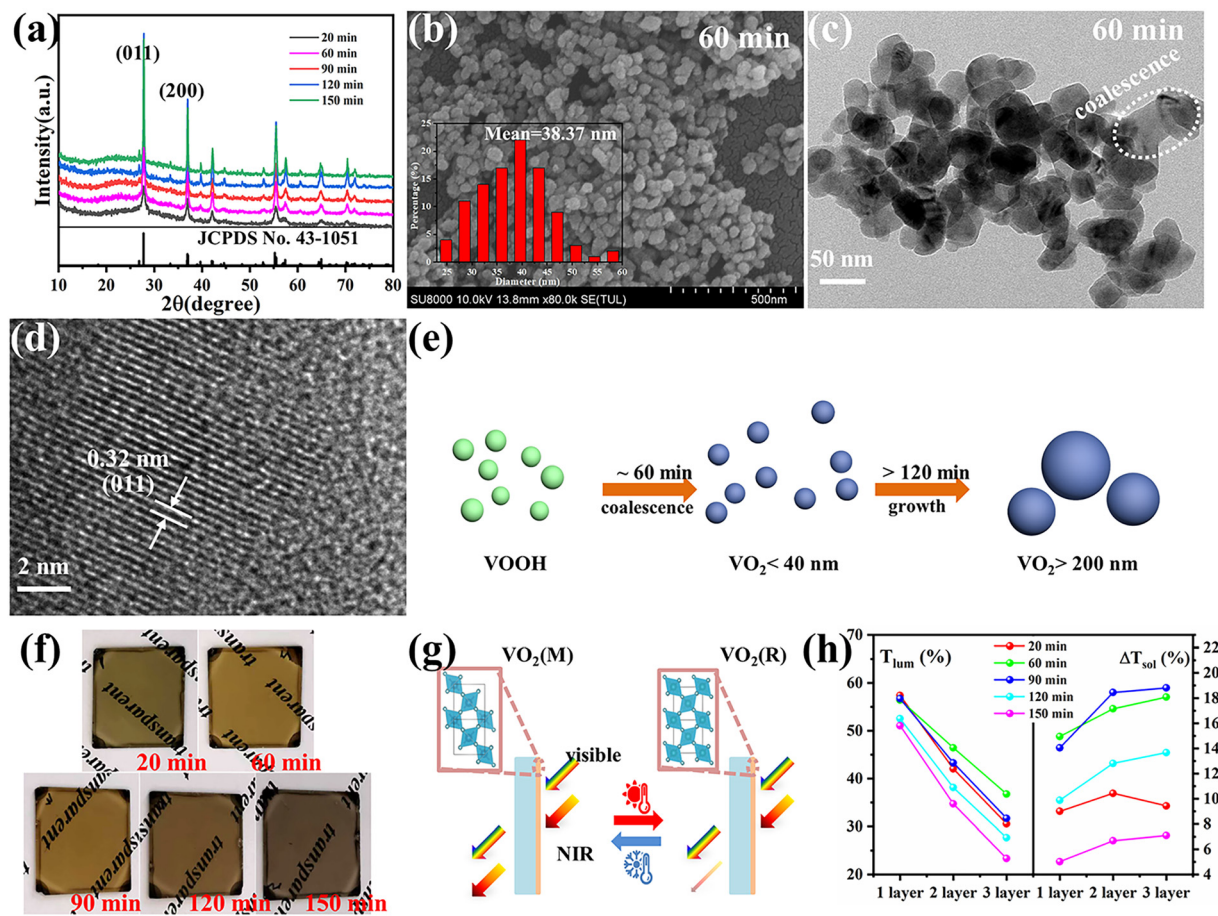 (a)
(011)
(200)
20 min
60 min
90 min
120 min
150 min
Intensity(a.u.)
JCPDS No. 43-1051
10 20 30 40 50 60 70 80
2θ(degree)
(b)
60 min
Mean=38.37 nm
Percentage (%)
25
20
15
10
5
0
25 30 35 40 45 50 55 60
Diameter (nm)
SU8000 10.0kV 13.8mm x80.0k SE(TUL)
500nm
(c)
60 min
coalescence
50 nm
(d)
0.32 nm
(011)
2 nm
(e)
~ 60 min
coalescence
> 120 min
growth
VOOH
VO₂< 40 nm
VO₂> 200 nm
(f)
transparent
20 min
transparent
60 min
transparent
90 min
transparent
120 min
transparent
150 min
(g)
VO₂(M)
VO₂(R)
visible
NIR
(h)
Tlum (%)
ΔTsol (%)
20 min
60 min
90 min
120 min
150 min
70
60
50
40
30
20
22
20
18
16
14
12
10
8
6
4
1 layer 2 layer 3 layer 1 layer 2 layer 3 layer